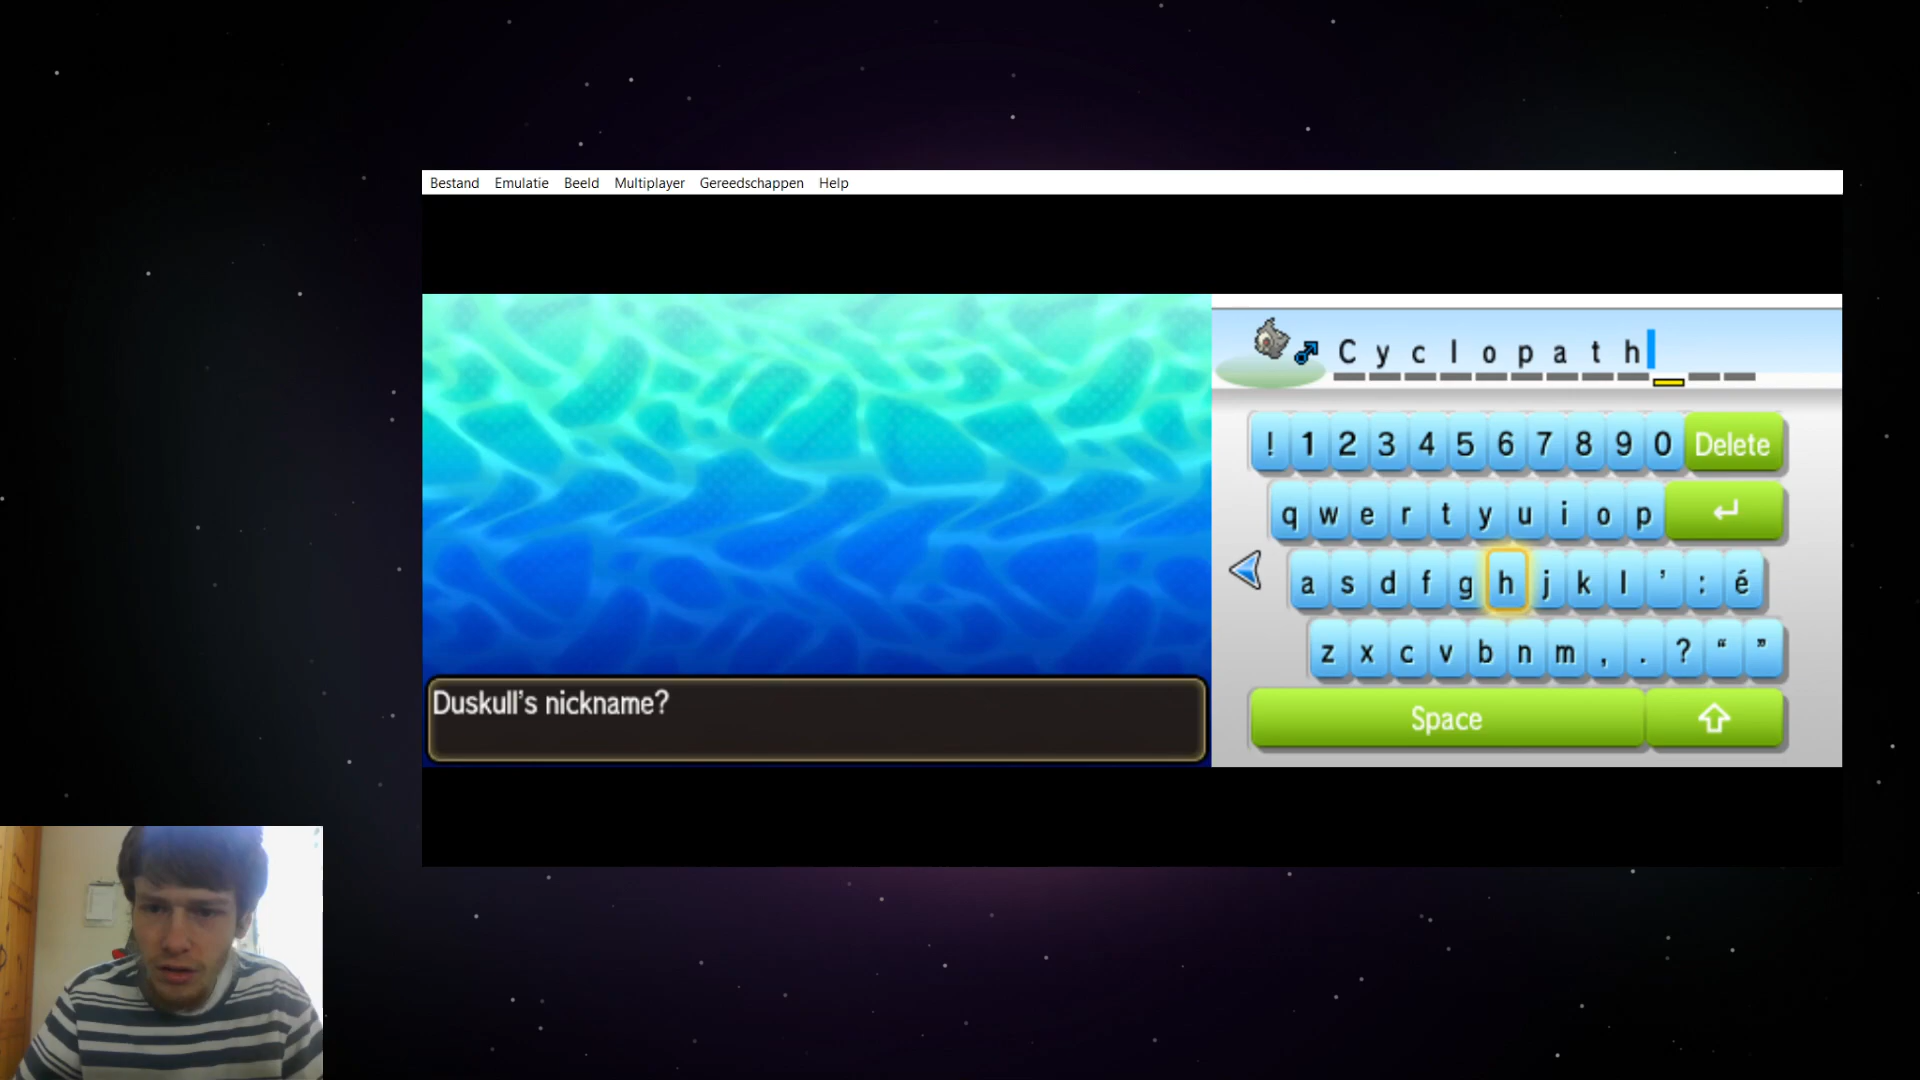 Bestand Emulatie Beeld Multiplayer Gereedschappen Help
Cyclopath
! 1 2 3 4 5 6 7 8 9 0 Delete
q w e r t y u i o p
a s d f g h j k l ’ : é
z x c v b n m , . ? “ ”
Space
Duskull’s nickname?